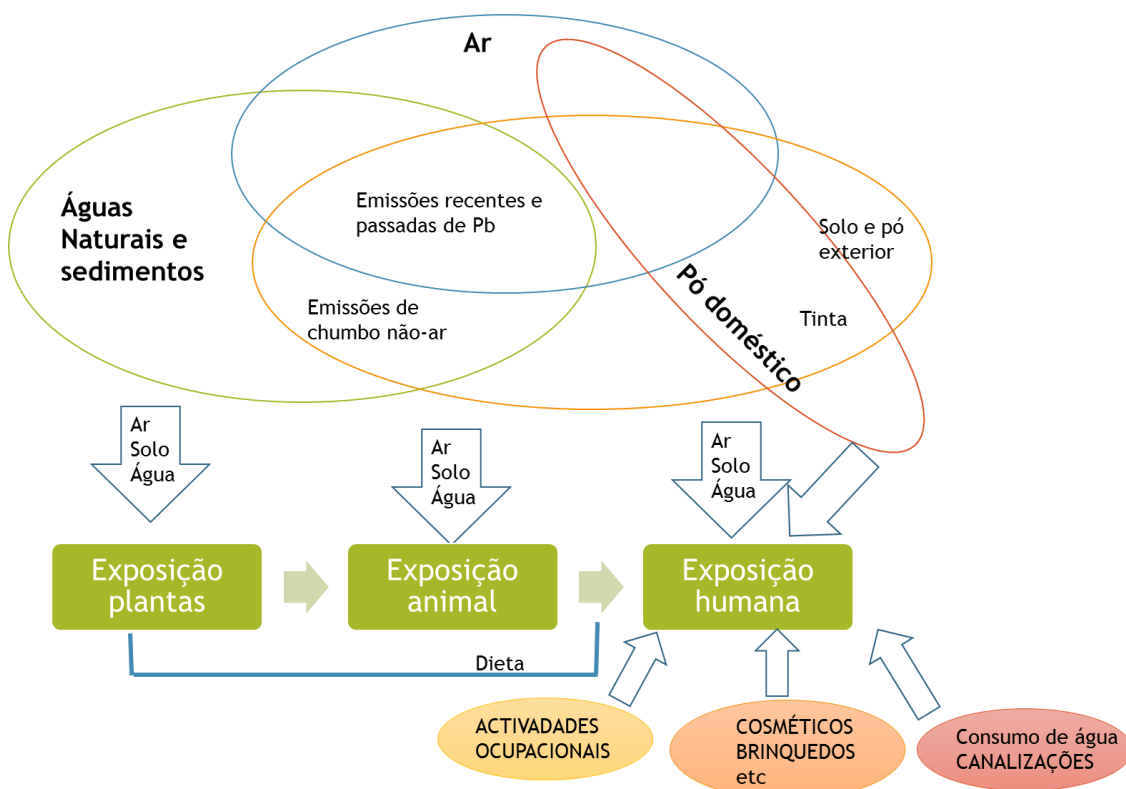 Ar
Águas
Naturais e
sedimentos
Emissões recentes e
passadas de Pb
Solo e pó
exterior
Emissões de
chumbo não-ar
Tinta
Pó doméstico
Ar
Solo
Água
Ar
Solo
Água
Ar
Solo
Água
Exposição
plantas
Exposição
animal
Exposição
humana
Dieta
ACTIVADADES
OCUPACIONAIS
COSMÉTICOS
BRINQUEDOS
etc
Consumo de água
CANALIZAÇÕES